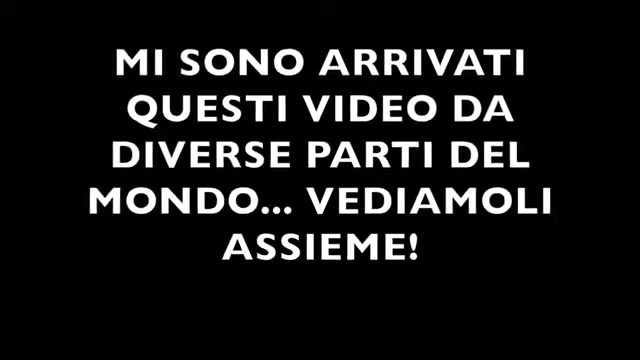 MI SONO ARRIVATI
QUESTI VIDEO DA
DIVERSE PARTI DEL
MONDO... VEDIAMOLI
ASSIEME!